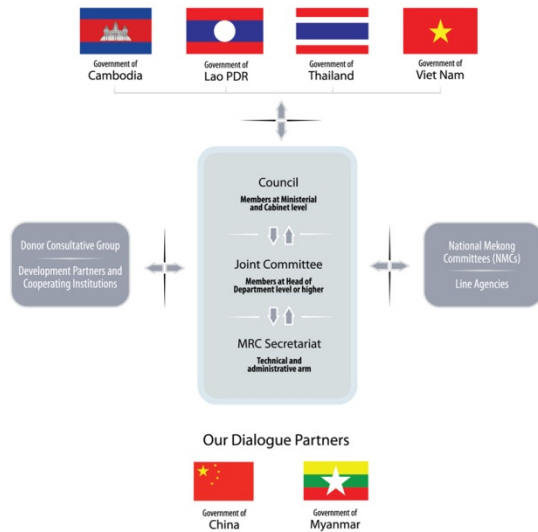 Government of
Cambodia
Government of
Lao PDR
Government of
Thailand
Government of
Viet Nam
Council
Members at Ministerial
and Cabinet level
Donor Consultative Group
Development Partners and
Cooperating Institutions
Joint Committee
Members at Head of
Department level or higher
National Mekong
Committees (NMCs)
Line Agencies
MRC Secretariat
Technical and
administrative arm
Our Dialogue Partners
Government of
China
Government of
Myanmar